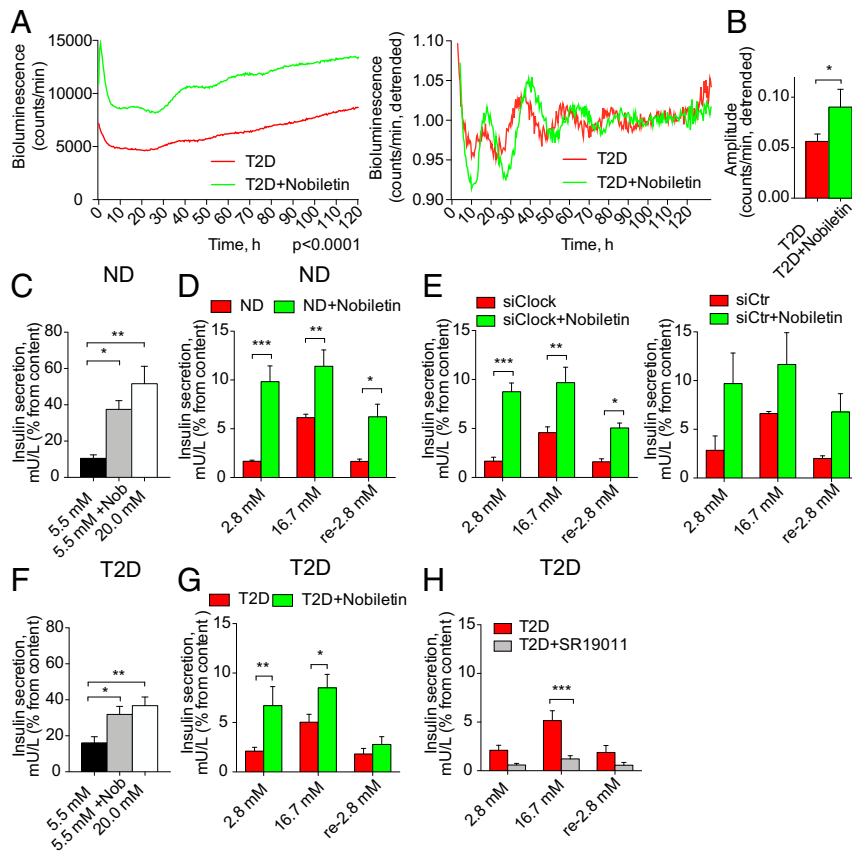 A
Bioluminescence
(counts/min)
15000
10000
5000
0
T2D
T2D+Nobiletin
0
10
20
30
40
50
60
70
80
90
100
110
120
Time, h
p<0.0001
Bioluminescence
(counts/min, detrended)
1.10
1.05
1.00
0.95
0.90
T2D
T2D+Nobiletin
0
10
20
30
40
50
60
70
80
90
100
110
120
Time, h
B
Amplitude
(counts/min, detrended)
0.10
0.05
0.00
*
T2D
T2D+Nobiletin
C
ND
Insulin secretion,
mU/L (% from content)
80
60
40
20
0
**
*
5.5 mM
5.5 mM +Nob
20.0 mM
D
ND
ND
ND+Nobiletin
Insulin secretion,
mU/L (% from content)
15
10
5
0
***
**
*
2.8 mM
16.7 mM
re-2.8 mM
E
siClock
siClock+Nobiletin
Insulin secretion,
mU/L (% from content)
15
10
5
0
***
**
*
2.8 mM
16.7 mM
re-2.8 mM
siCtr
siCtr+Nobiletin
Insulin secretion,
mU/L (% from content)
15
10
5
0
2.8 mM
16.7 mM
re-2.8 mM
F
T2D
Insulin secretion,
mU/L (% from content)
80
60
40
20
0
**
*
5.5 mM
5.5 mM +Nob
20.0 mM
G
T2D
T2D
T2D+Nobiletin
Insulin secretion,
mU/L (% from content )
15
10
5
0
**
*
2.8 mM
16.7 mM
re-2.8 mM
H
T2D
T2D
T2D+SR19011
Insulin secretion,
mU/L (% from content )
15
10
5
0
***
2.8 mM
16.7 mM
re-2.8 mM